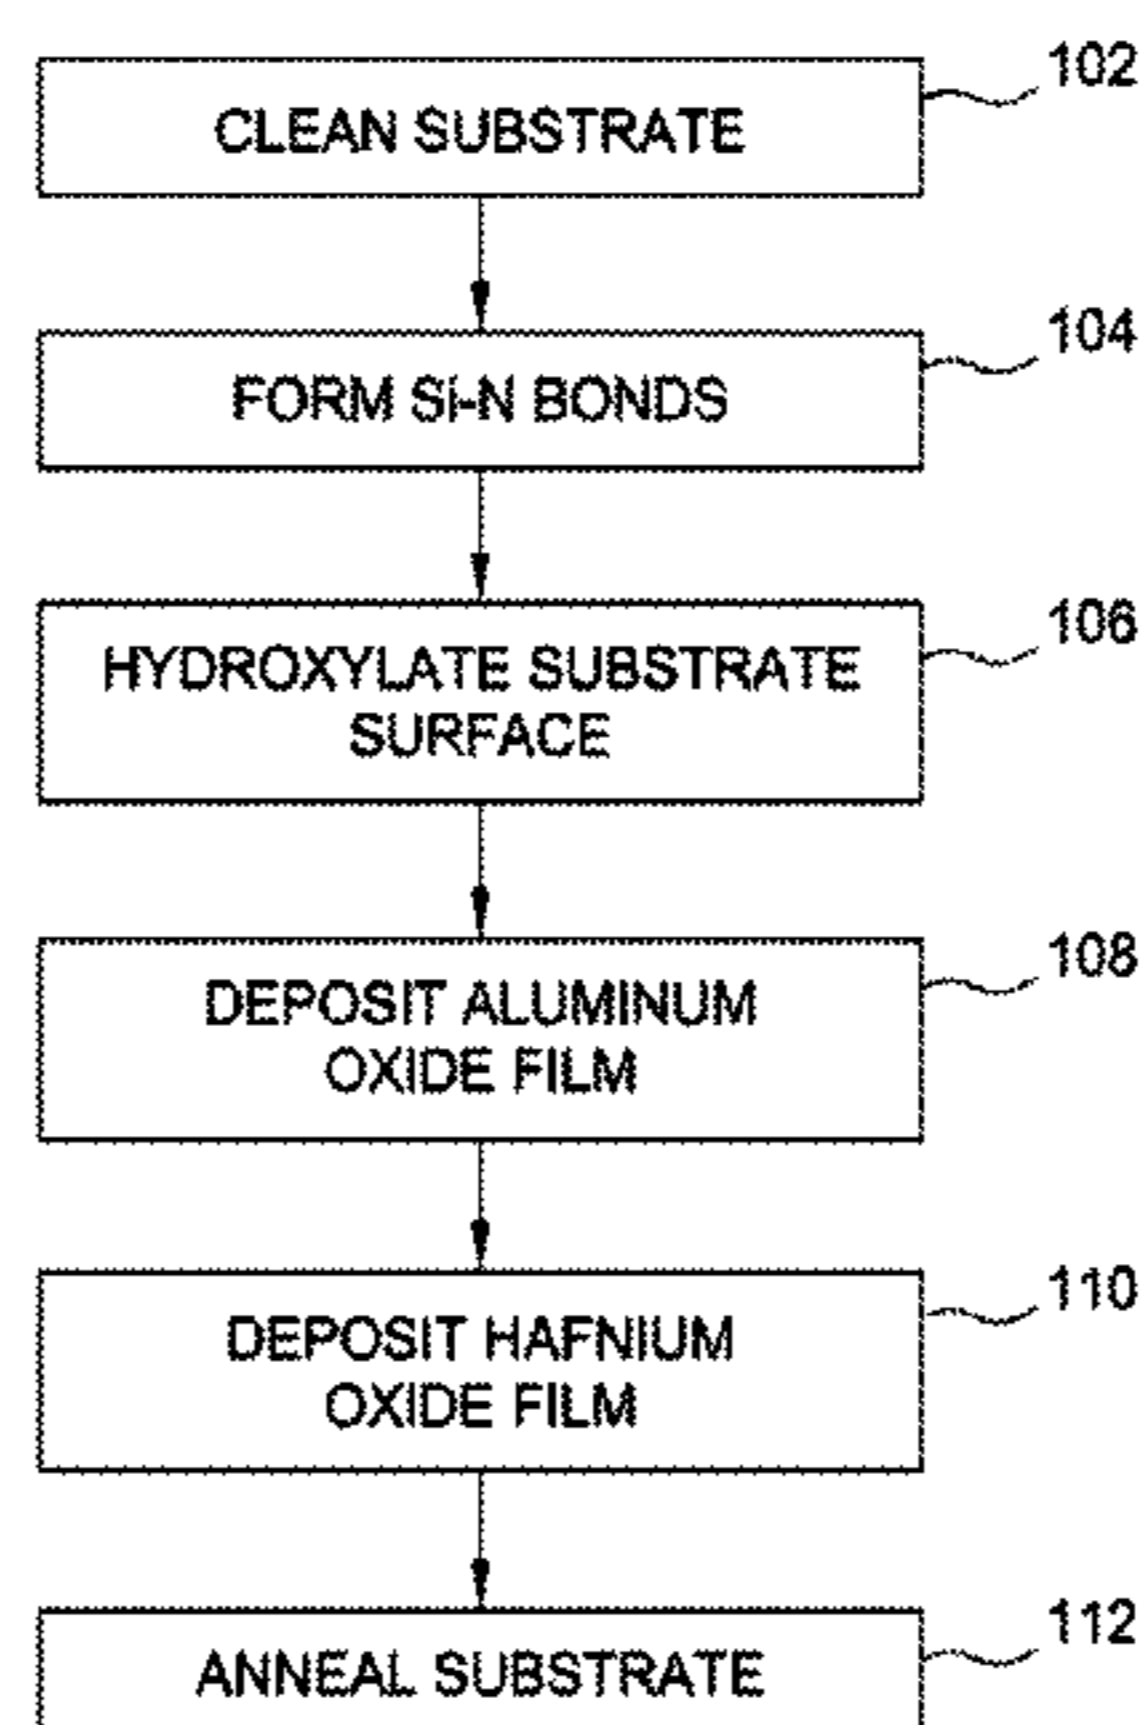 102
CLEAN SUBSTRATE
104
FORM Si-N BONDS
106
HYDROXYLATE SUBSTRATE
SURFACE
108
DEPOSIT ALUMINUM
OXIDE FILM
110
DEPOSIT HAFNIUM
OXIDE FILM
112
ANNEAL SUBSTRATE